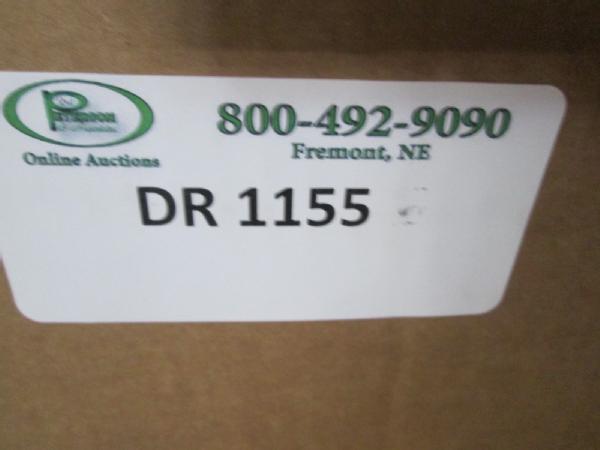 Online Auctions
800-492-9090
Fremont, NE
DR 1155